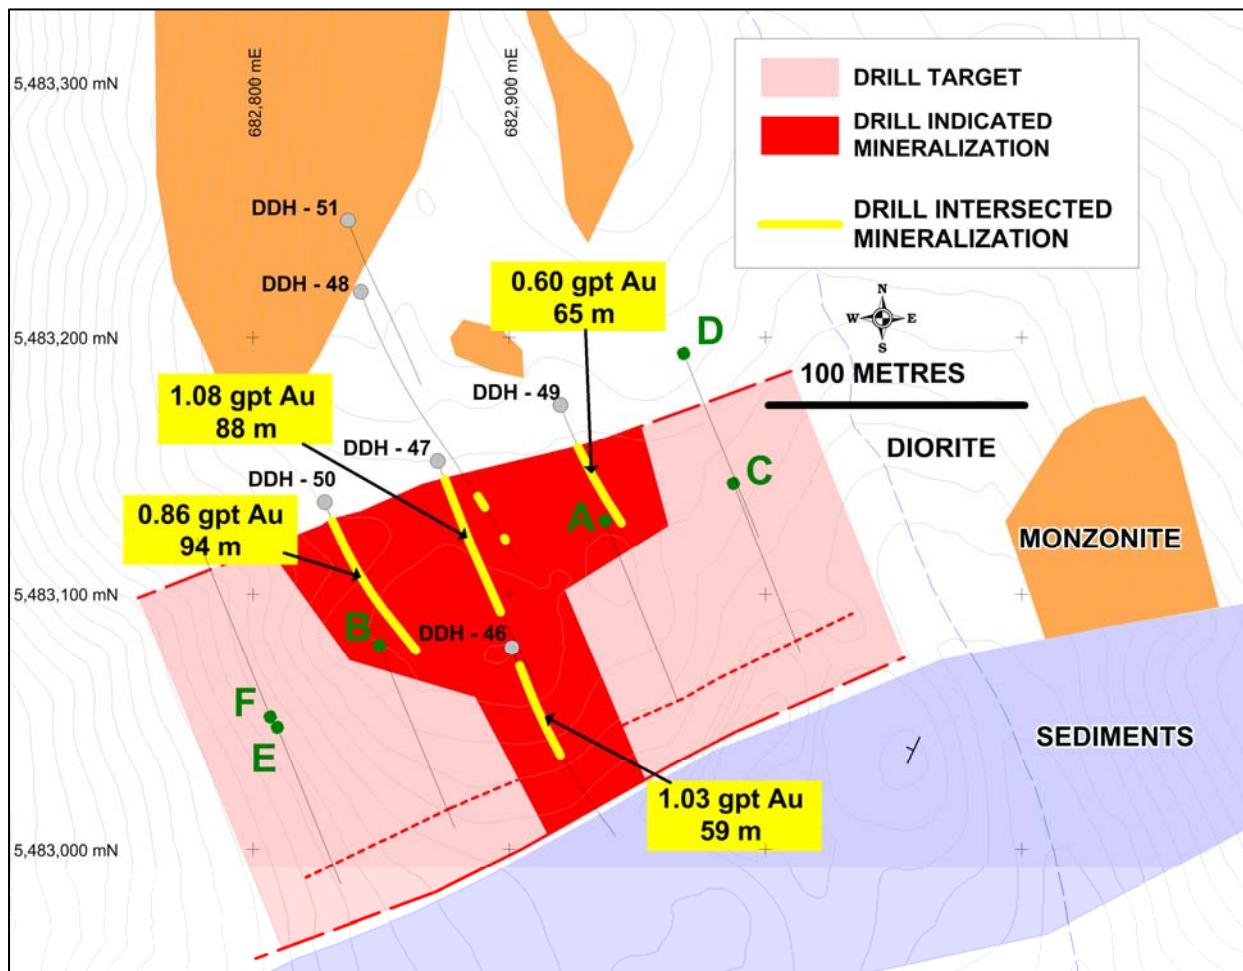 5,483,300 mN
682,800 mE
682,900 mE
DRILL TARGET
DRILL INDICATED
MINERALIZATION
DRILL INTERSECTED
MINERALIZATION
DDH - 51
DDH - 48
0.60 gpt Au
65 m
N
W E
S
D
5,483,200 mN
100 METRES
1.08 gpt Au
88 m
DDH - 49
DIORITE
DDH - 47
DDH - 50
C
0.86 gpt Au
94 m
A
MONZONITE
5,483,100 mN
B
DDH - 46
F
E
SEDIMENTS
1.03 gpt Au
59 m
5,483,000 mN